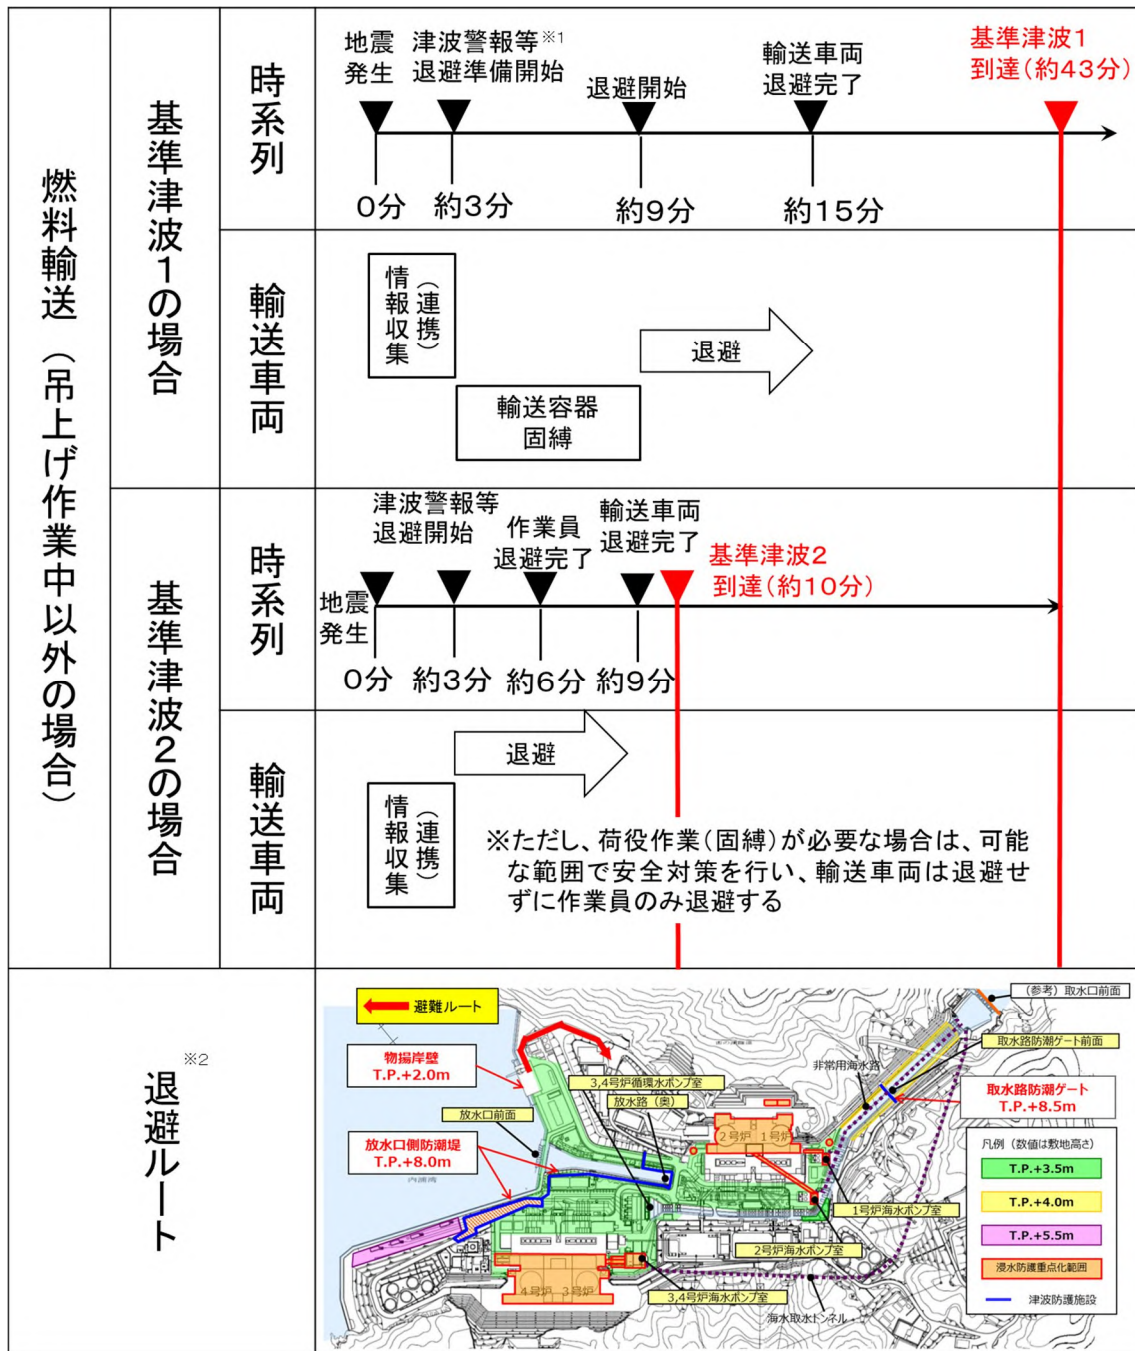 燃料輸送（吊上げ作業中以外の場合）
基準津波１の場合
時系列
地震
発生
津波警報等※1
退避準備開始
退避開始
輸送車両
退避完了
基準津波１
到達（約43分）
０分
約３分
約９分
約１５分
輸送車両
情報収集
（連携）
輸送容器
固縛
退避
基準津波２の場合
時系列
地震
発生
津波警報等
退避開始
作業員
退避完了
輸送車両
退避完了
基準津波２
到達（約１０分）
０分
約３分
約６分
約９分
輸送車両
情報収集
（連携）
退避
※ただし、荷役作業（固縛）が必要な場合は、可能
な範囲で安全対策を行い、輸送車両は退避せ
ずに作業員のみ退避する
退避ルート※2
避難ルート
（参考）取水口前面
物揚岸壁
T.P.+2.0m
3,4号炉循環水ポンプ室
放水路（奥）
放水口前面
非常用海水路
取水路防潮ゲート前面
取水路防潮ゲート
T.P.+8.5m
放水口側防潮堤
T.P.+8.0m
内浦湾
２号炉
１号炉
1号炉海水ポンプ室
2号炉海水ポンプ室
４号炉
３号炉
3,4号炉海水ポンプ室
海水取水トンネル
凡例（数値は敷地高さ）
T.P.+3.5m
T.P.+4.0m
T.P.+5.5m
浸水防護重点化範囲
津波防護施設